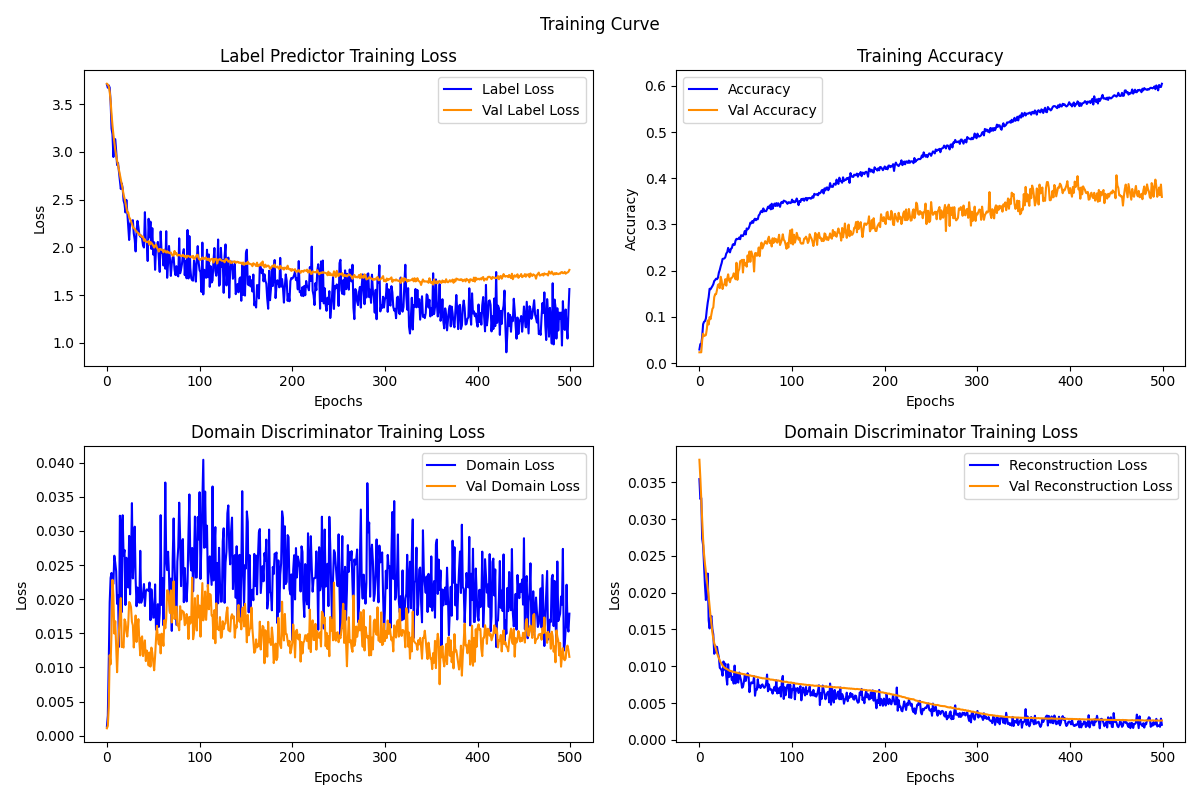 Training Curve
Label Predictor Training Loss
Loss
3.5
3.0
2.5
2.0
1.5
1.0
Label Loss
Val Label Loss
0 100 200 300 400 500
Epochs
Training Accuracy
Accuracy
0.6
0.5
0.4
0.3
0.2
0.1
0.0
Accuracy
Val Accuracy
0 100 200 300 400 500
Epochs
Domain Discriminator Training Loss
Loss
0.040
0.035
0.030
0.025
0.020
0.015
0.010
0.005
0.000
Domain Loss
Val Domain Loss
0 100 200 300 400 500
Epochs
Domain Discriminator Training Loss
Loss
0.035
0.030
0.025
0.020
0.015
0.010
0.005
0.000
Reconstruction Loss
Val Reconstruction Loss
0 100 200 300 400 500
Epochs